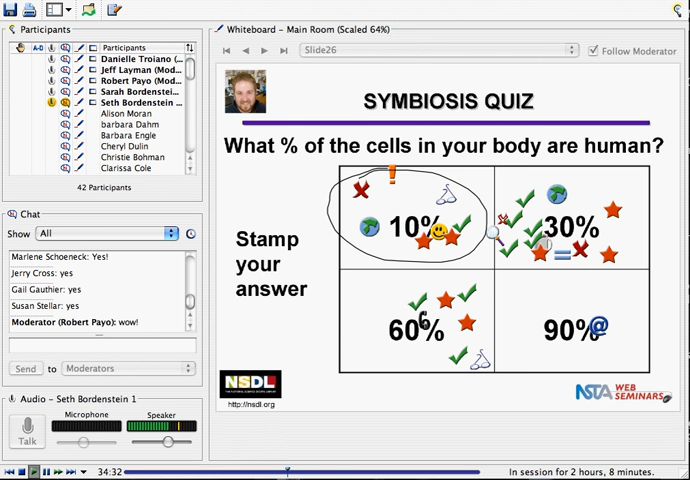 Participants
A-D Participants
Danielle Troiano (...
Jeff Layman (Mod...
Robert Payo (Mod...
Sarah Bordenstei...
Seth Bordenstein ...
Alison Moran
barbara Dahm
Barbara Engle
Cheryl Dulin
Christie Bohman
Clarissa Cole
42 Participants
Chat
Show All
Marlene Schoeneck: Yes!
Jerry Cross: yes
Gail Gauthier: yes
Susan Stellar: yes
Moderator (Robert Payo): wow!
Send to Moderators
Audio - Seth Bordenstein 1
Microphone Speaker
Talk
Whiteboard - Main Room (Scaled 64%)
Slide26
Follow Moderator
SYMBIOSIS QUIZ
What % of the cells in your body are human?
Stamp
your
answer
10% 30%
60% 90%
6
@
NSDL
http://nsdl.org
NSTA WEB
SEMINARS
34:32 In session for 2 hours, 8 minutes.